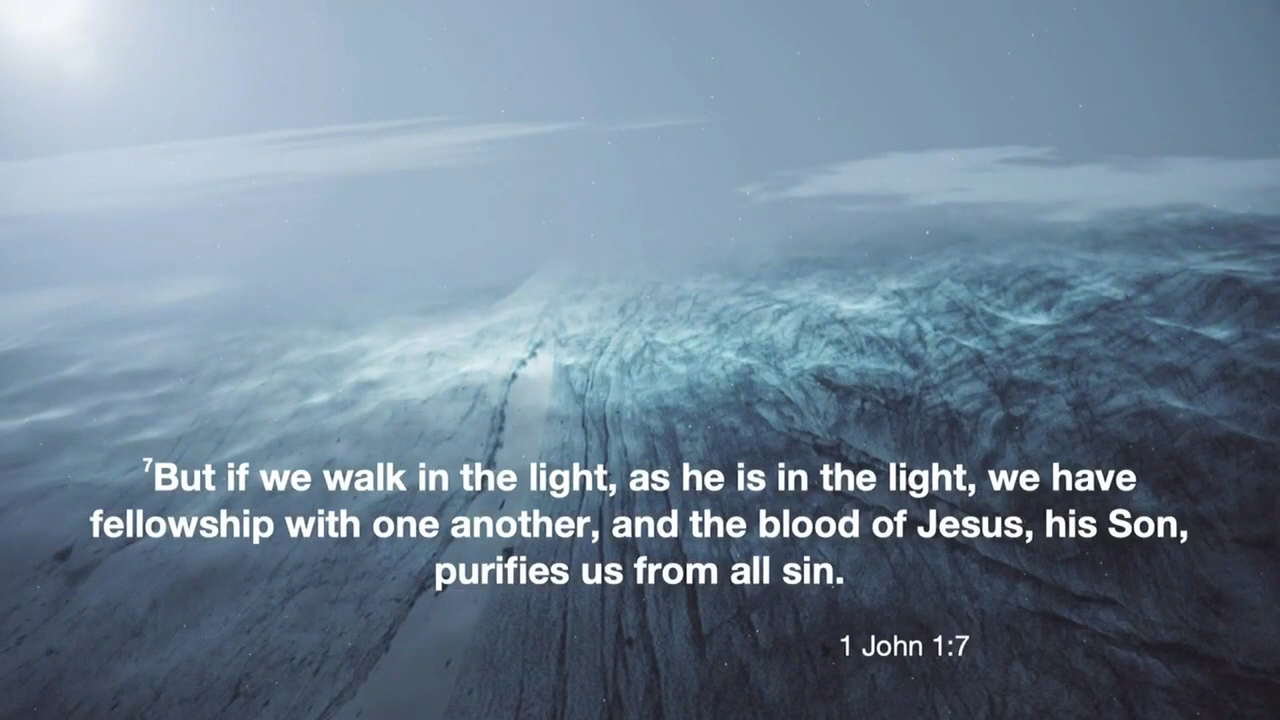 ⁷But if we walk in the light, as he is in the light, we have
fellowship with one another, and the blood of Jesus, his Son,
purifies us from all sin.
1 John 1:7